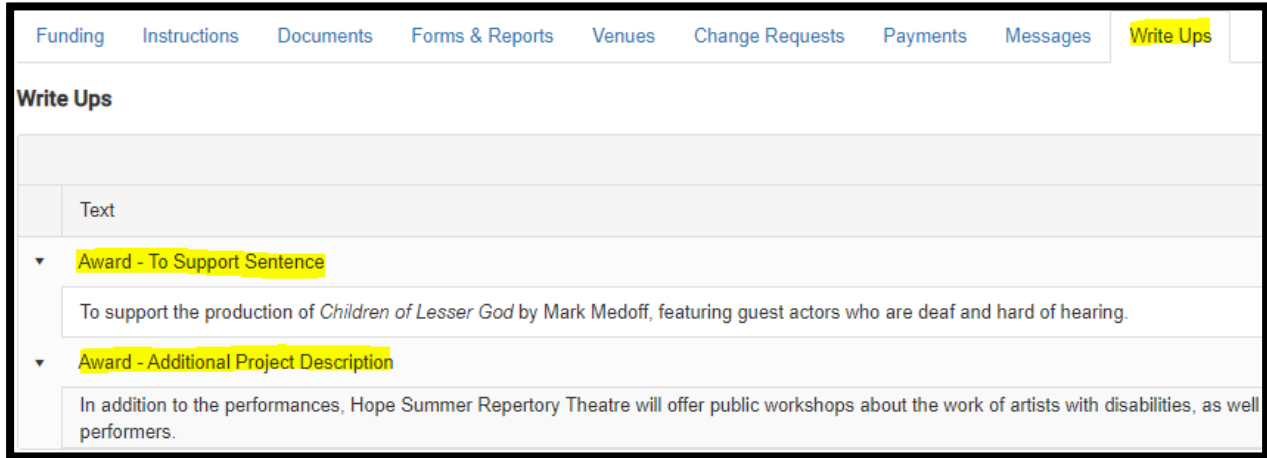 Funding Instructions Documents Forms & Reports Venues Change Requests Payments Messages Write Ups
Write Ups
Text
Award - To Support Sentence
To support the production of Children of Lesser God by Mark Medoff, featuring guest actors who are deaf and hard of hearing.
Award - Additional Project Description
In addition to the performances, Hope Summer Repertory Theatre will offer public workshops about the work of artists with disabilities, as well
performers.